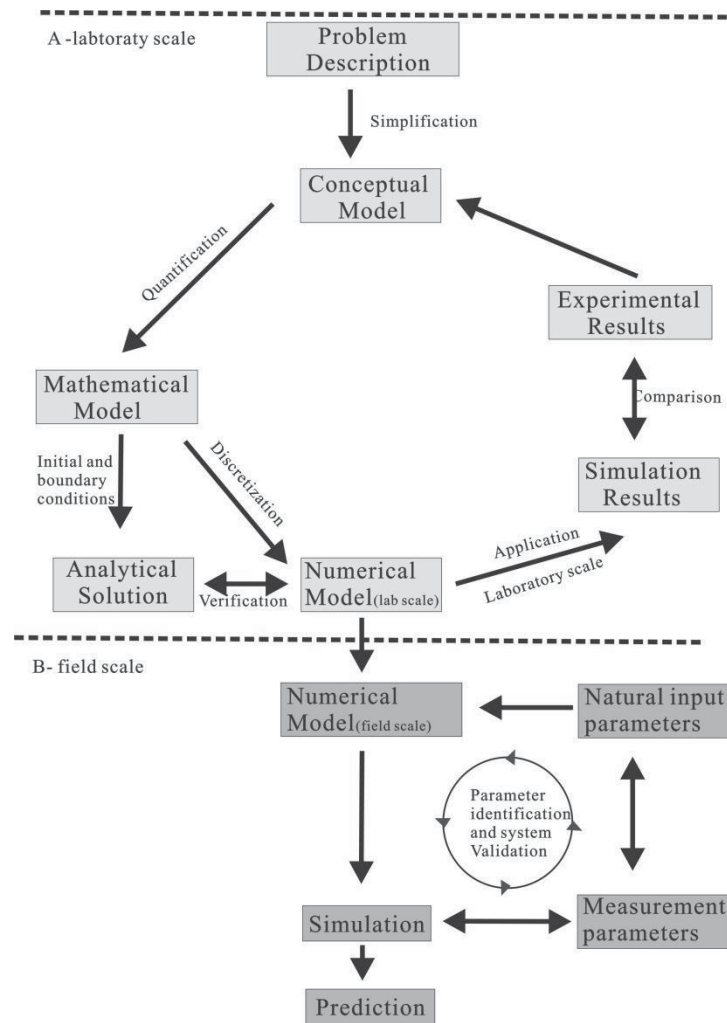 A -labtoraty scale
Problem
Description
Simplification
Conceptual
Model
Quantification
Experimental
Results
Mathematical
Model
Comparison
Initial and
boundary
conditions
Discretization
Simulation
Results
Analytical
Solution
Verification
Numerical
Model(lab scale)
Application
Laboratory scale
B- field scale
Numerical
Model(field scale)
Natural input
parameters
Parameter
identification
and system
Validation
Simulation
Measurement
parameters
Prediction